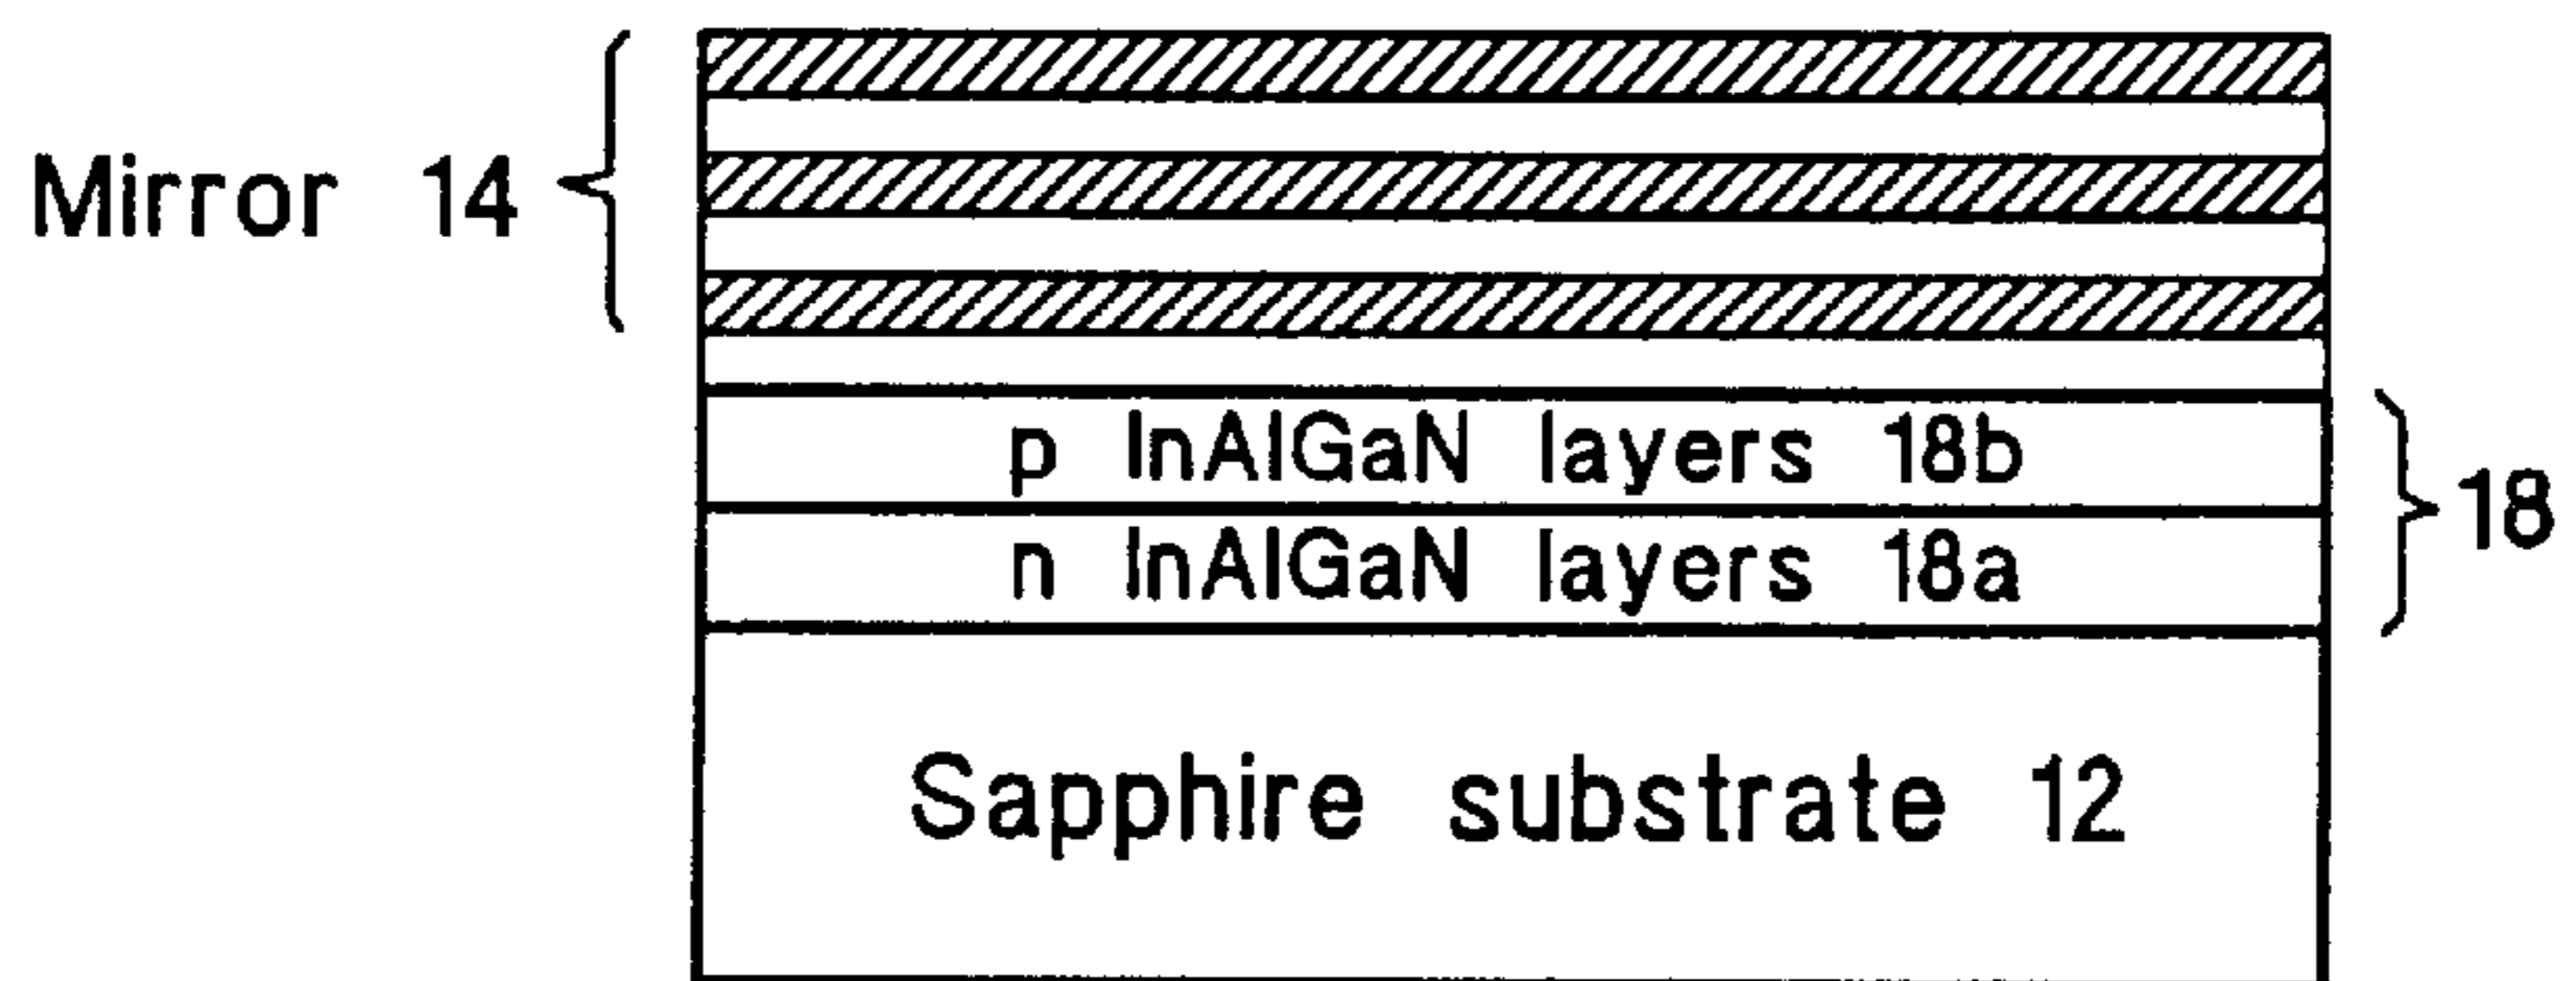 Mirror 14
p InAlGaN layers 18b
n InAlGaN layers 18a
18
Sapphire substrate 12